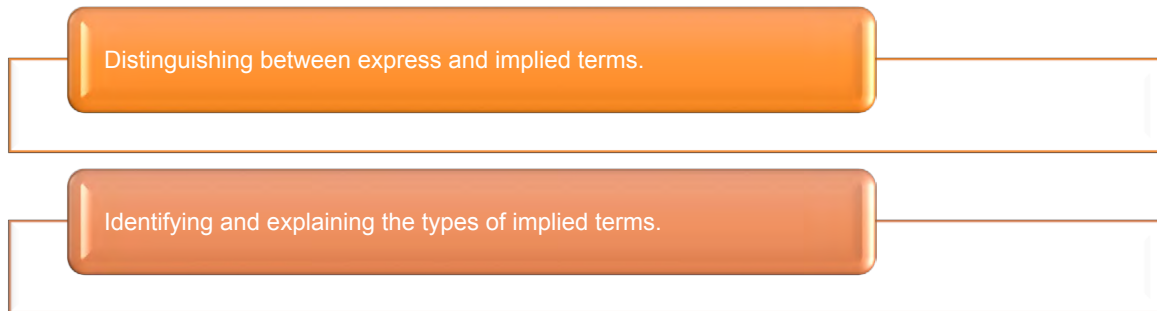 Distinguishing between express and implied terms.
Identifying and explaining the types of implied terms.